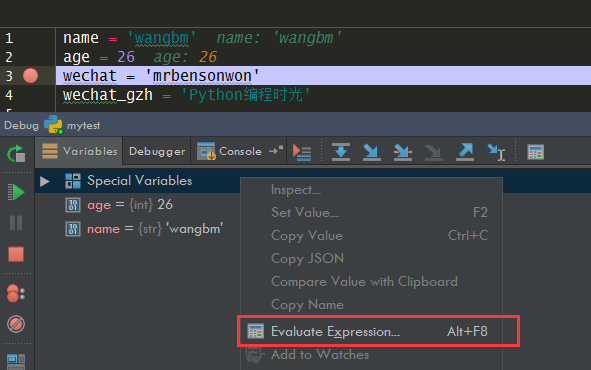 1 name = 'wangbm' name: 'wangbm'
2 age = 26 age: 26
3 wechat = 'mrbensonwon'
4 wechat_gzh = 'Python编程时光'
Debug mytest
Variables Debugger Console
Special Variables
age = {int} 26
name = {str} 'wangbm'
Inspect...
Set Value... F2
Copy Value Ctrl+C
Copy JSON
Compare Value with Clipboard
Copy Name
Evaluate Expression... Alt+F8
Add to Watches